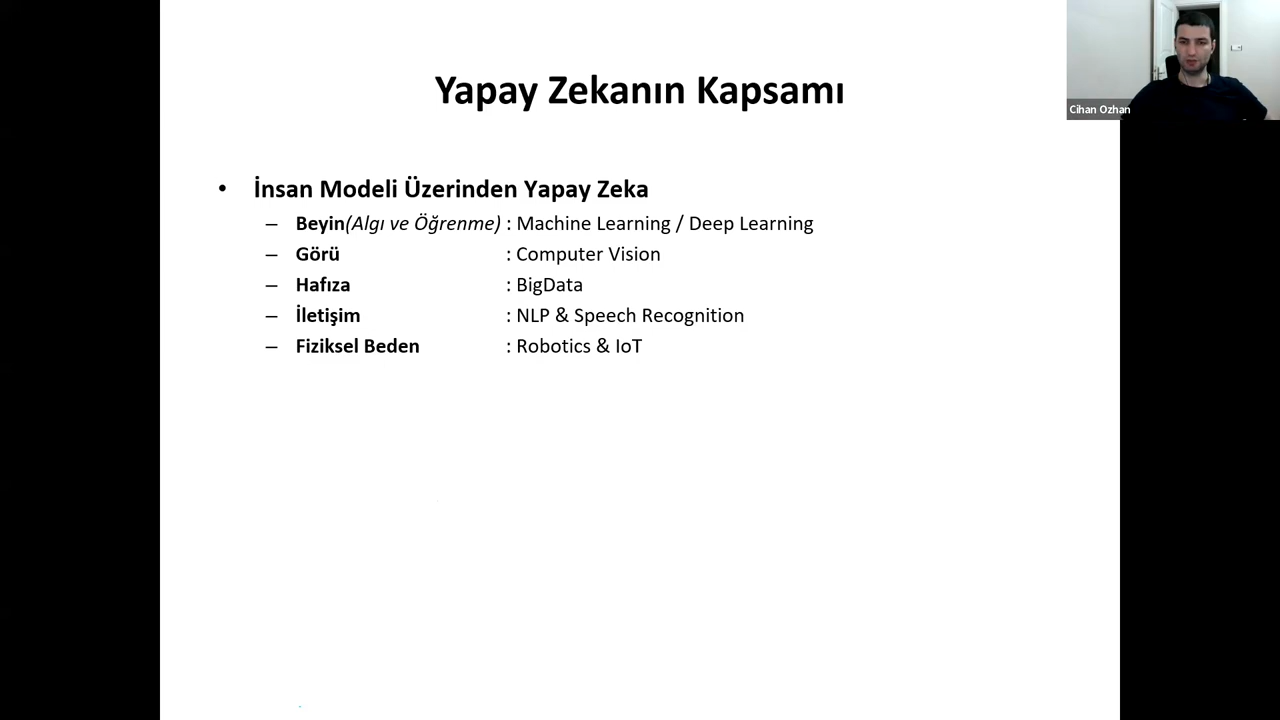 Yapay Zekanın Kapsamı
Cihan Ozhan
• İnsan Modeli Üzerinden Yapay Zeka
– Beyin(Algı ve Öğrenme) : Machine Learning / Deep Learning
– Görü : Computer Vision
– Hafıza : BigData
– İletişim : NLP & Speech Recognition
– Fiziksel Beden : Robotics & IoT